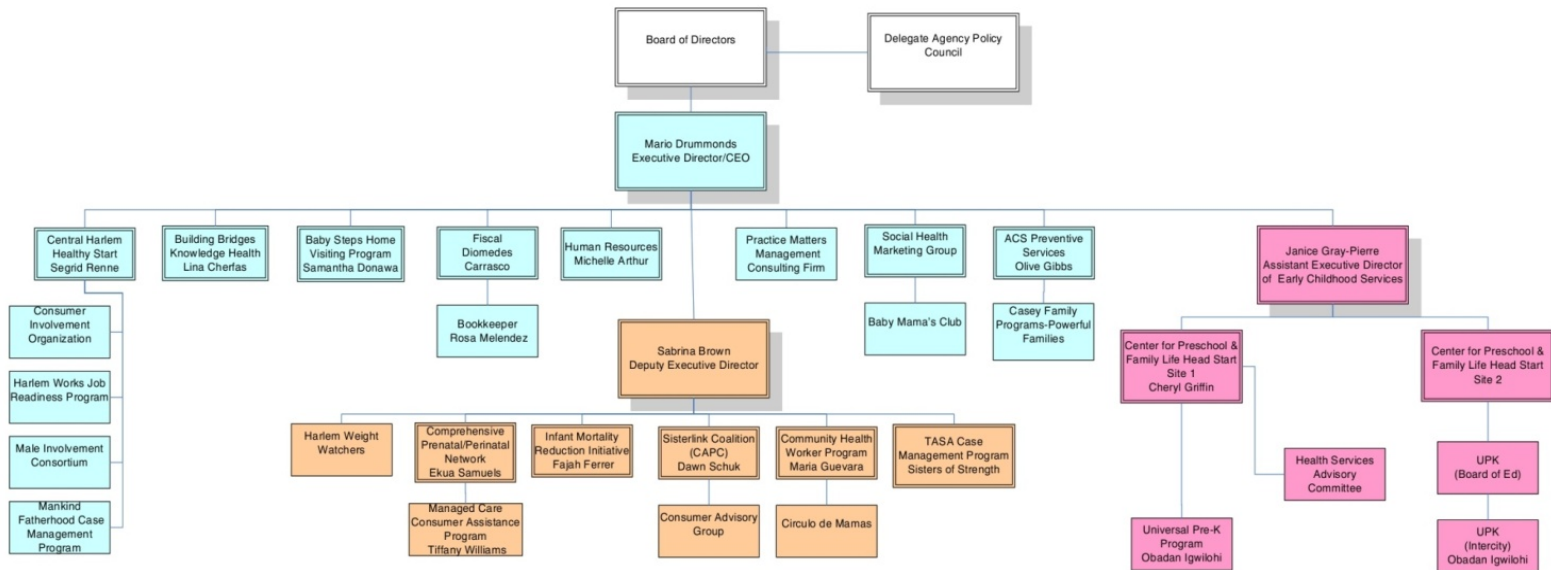 Board of Directors
Delegate Agency Policy
Council
Mario Drummonds
Executive Director/CEO
Central Harlem
Healthy Start
Segrid Renne
Building Bridges
Knowledge Health
Lina Cherfas
Baby Steps Home
Visiting Program
Samantha Donawa
Fiscal
Diomedes
Carrasco
Human Resources
Michelle Arthur
Practice Matters
Management
Consulting Firm
Social Health
Marketing Group
ACS Preventive
Services
Olive Gibbs
Janice Gray-Pierre
Assistant Executive Director
of Early Childhood Services
Consumer
Involvement
Organization
Harlem Works Job
Readiness Program
Male Involvement
Consortium
Mankind
Fatherhood Case
Management
Program
Bookkeeper
Rosa Melendez
Baby Mama's Club
Casey Family
Programs-Powerful
Families
Sabrina Brown
Deputy Executive Director
Harlem Weight
Watchers
Comprehensive
Prenatal/Perinatal
Network
Ekua Samuels
Infant Mortality
Reduction Initiative
Fajah Ferrer
Sisterlink Coalition
(CAPC)
Dawn Schuk
Community Health
Worker Program
Maria Guevara
TASA Case
Management Program
Sisters of Strength
Managed Care
Consumer Assistance
Program
Tiffany Williams
Consumer Advisory
Group
Circulo de Mamas
Center for Preschool &
Family Life Head Start
Site 1
Cheryl Griffin
Center for Preschool &
Family Life Head Start
Site 2
Health Services
Advisory
Committee
UPK
(Board of Ed)
Universal Pre-K
Program
Obadan Igwilohi
UPK
(Intercity)
Obadan Igwilohi